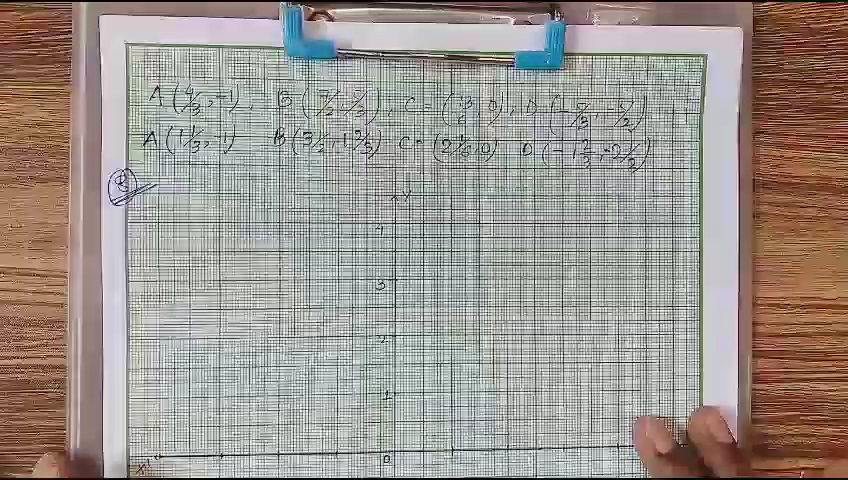 A (4/3, -1), B (7/2, 5/3), C = (13/6, 0), D (-5/3, -5/2)
A (1 1/3, -1) B (3 1/2, 1 2/3) C = (2 1/6, 0) D (-1 2/3, -2 1/2)
Y
4
3
2
1
X' 0